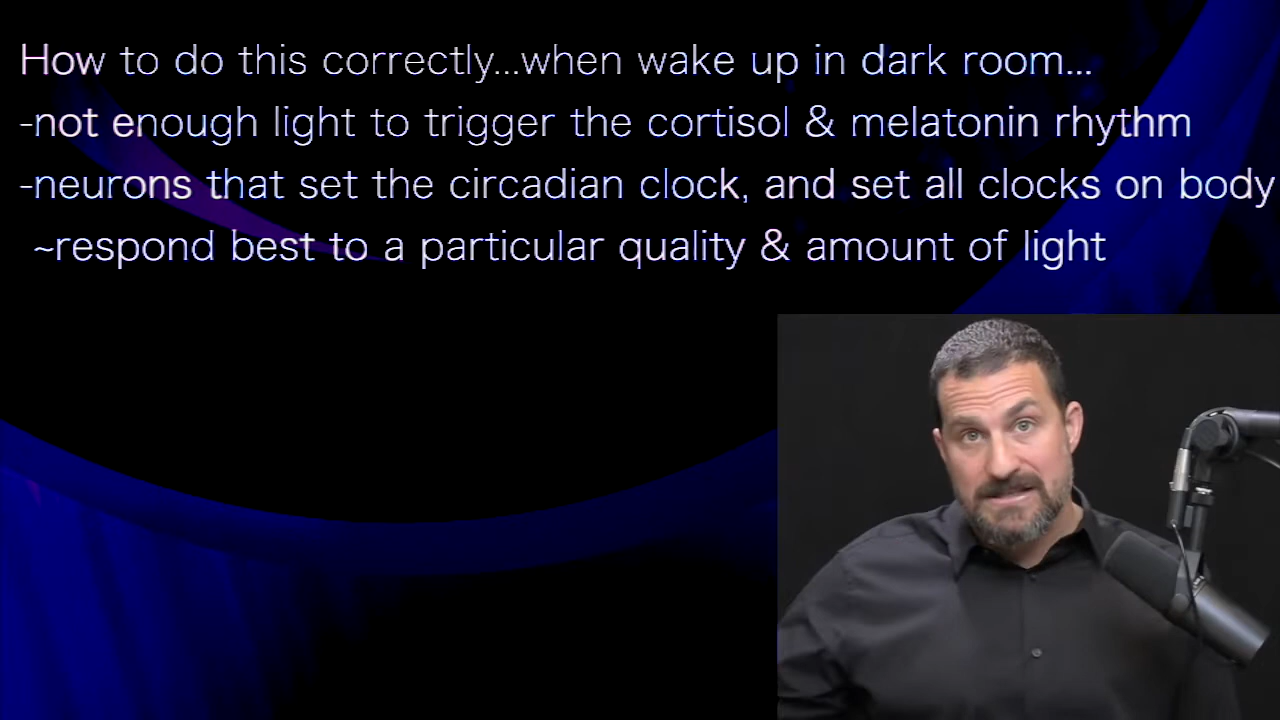 How to do this correctly...when wake up in dark room...
-not enough light to trigger the cortisol & melatonin rhythm
-neurons that set the circadian clock, and set all clocks on body
~respond best to a particular quality & amount of light